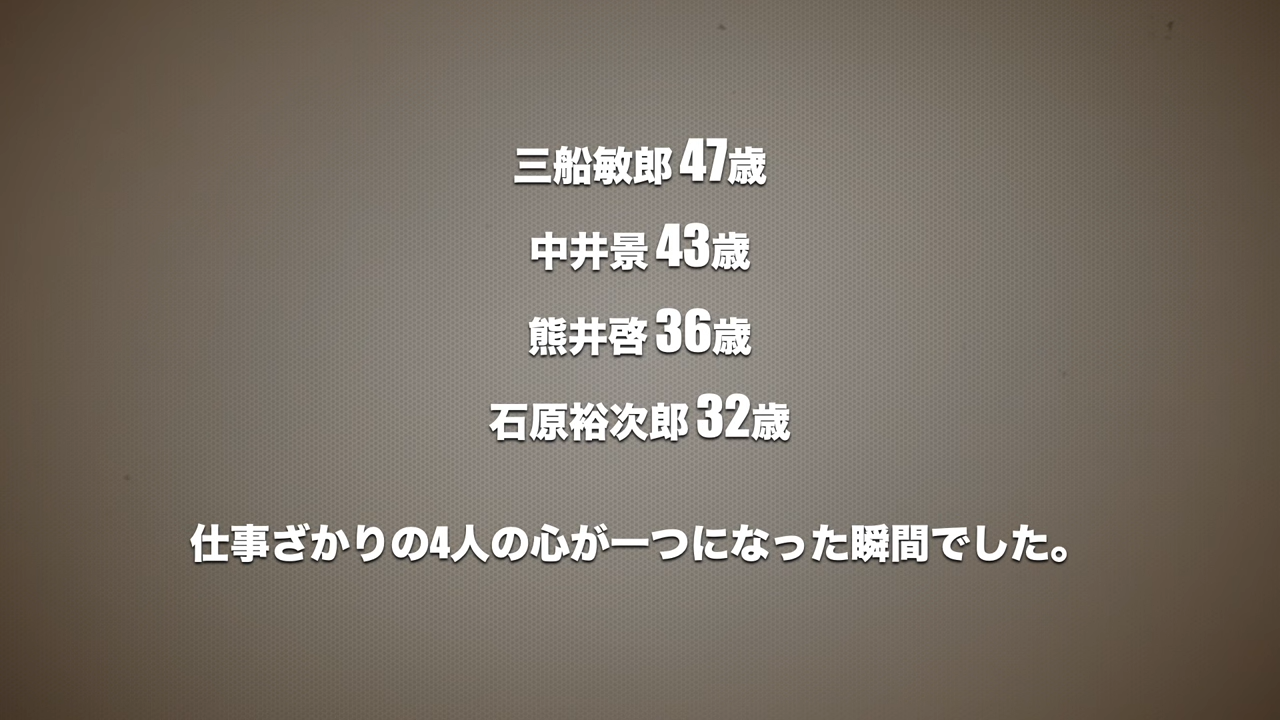 三船敏郎 47歳
中井景 43歳
熊井啓 36歳
石原裕次郎 32歳
仕事ざかりの4人の心が一つになった瞬間でした。